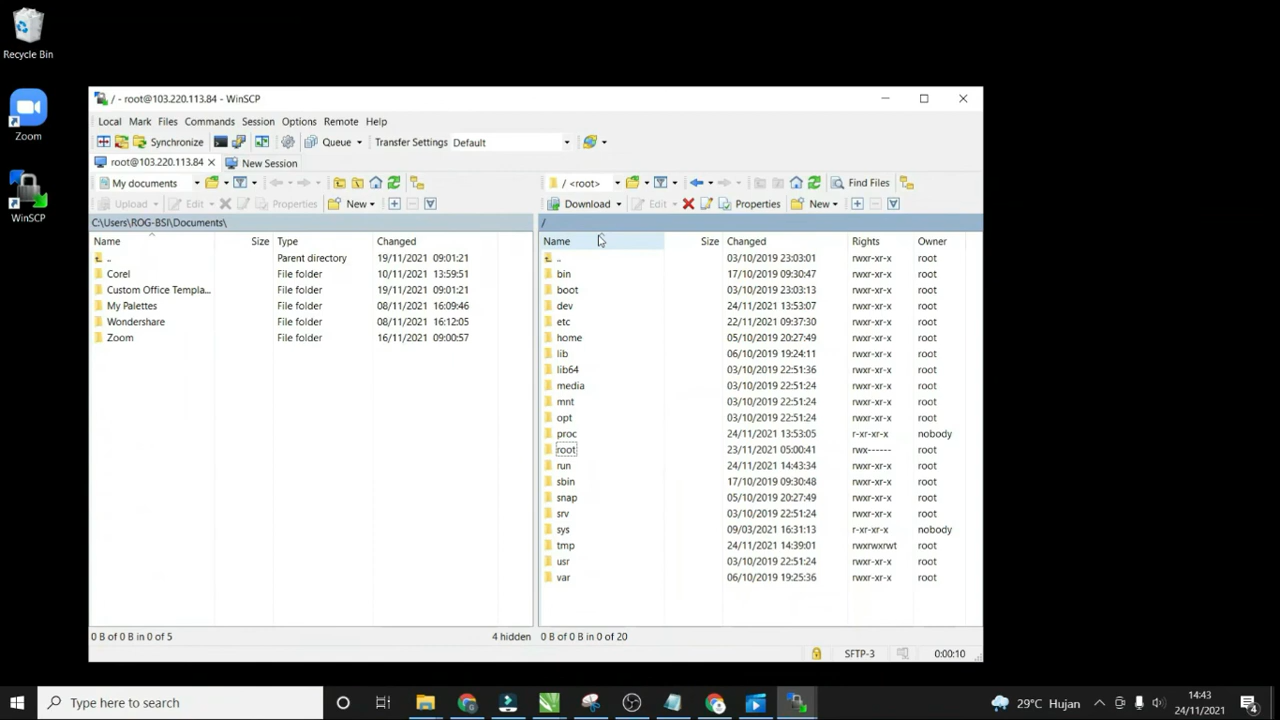 Recycle Bin
Zoom
WinSCP
/ - root@103.220.113.84 - WinSCP
Local Mark Files Commands Session Options Remote Help
Synchronize Queue Transfer Settings Default
root@103.220.113.84 New Session
My documents / <root> Find Files
Upload Edit Properties New Download Edit Properties New
C:\Users\ROG-BSI\Documents\ /
Name Size Type Changed
.. Parent directory 19/11/2021 09:01:21
Corel File folder 10/11/2021 13:59:51
Custom Office Templa... File folder 19/11/2021 09:01:21
My Palettes File folder 08/11/2021 16:09:46
Wondershare File folder 08/11/2021 16:12:05
Zoom File folder 16/11/2021 09:00:57
Name Size Changed Rights Owner
.. 03/10/2019 23:03:01 rwxr-xr-x root
bin 17/10/2019 09:30:47 rwxr-xr-x root
boot 03/10/2019 23:03:13 rwxr-xr-x root
dev 24/11/2021 13:53:07 rwxr-xr-x root
etc 22/11/2021 09:37:30 rwxr-xr-x root
home 05/10/2019 20:27:49 rwxr-xr-x root
lib 06/10/2019 19:24:11 rwxr-xr-x root
lib64 03/10/2019 22:51:36 rwxr-xr-x root
media 03/10/2019 22:51:24 rwxr-xr-x root
mnt 03/10/2019 22:51:24 rwxr-xr-x root
opt 03/10/2019 22:51:24 rwxr-xr-x root
proc 24/11/2021 13:53:05 r-xr-xr-x nobody
root 23/11/2021 05:00:41 rwx------ root
run 24/11/2021 14:43:34 rwxr-xr-x root
sbin 17/10/2019 09:30:48 rwxr-xr-x root
snap 05/10/2019 20:27:49 rwxr-xr-x root
srv 03/10/2019 22:51:24 rwxr-xr-x root
sys 09/03/2021 16:31:13 r-xr-xr-x nobody
tmp 24/11/2021 14:39:01 rwxrwxrwt root
usr 03/10/2019 22:51:24 rwxr-xr-x root
var 06/10/2019 19:25:36 rwxr-xr-x root
0 B of 0 B in 0 of 5 4 hidden 0 B of 0 B in 0 of 20
SFTP-3 0:00:10
Type here to search 29°C Hujan
14:43
24/11/2021
4